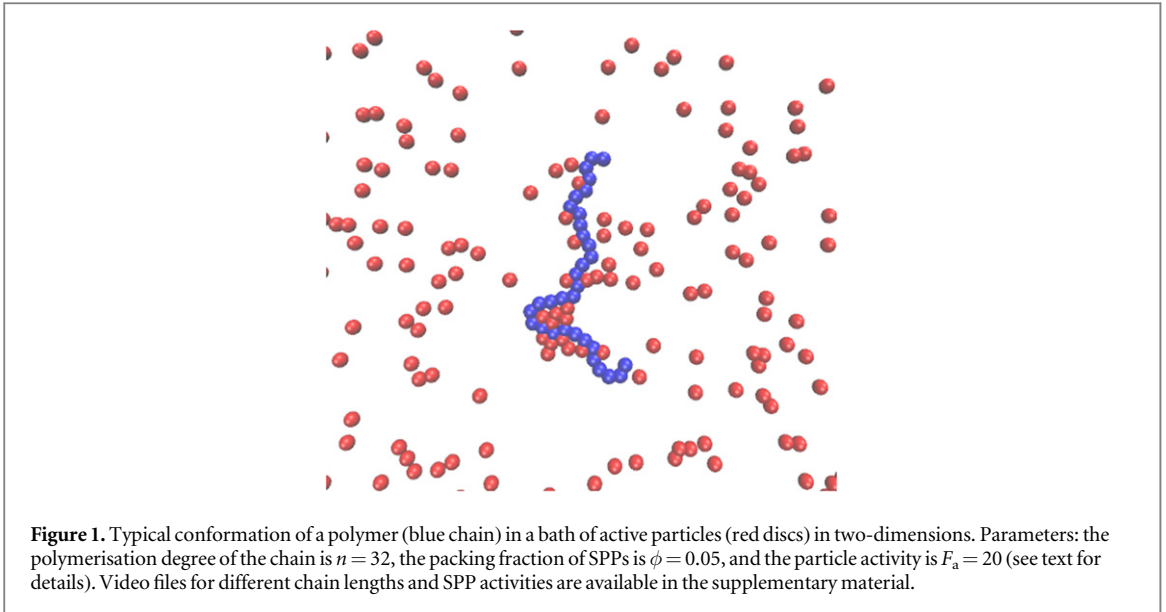 Figure 1. Typical conformation of a polymer (blue chain) in a bath of active particles (red discs) in two-dimensions. Parameters: the
polymerisation degree of the chain is n = 32, the packing fraction of SPPs is ϕ = 0.05, and the particle activity is Fa = 20 (see text for
details). Video files for different chain lengths and SPP activities are available in the supplementary material.